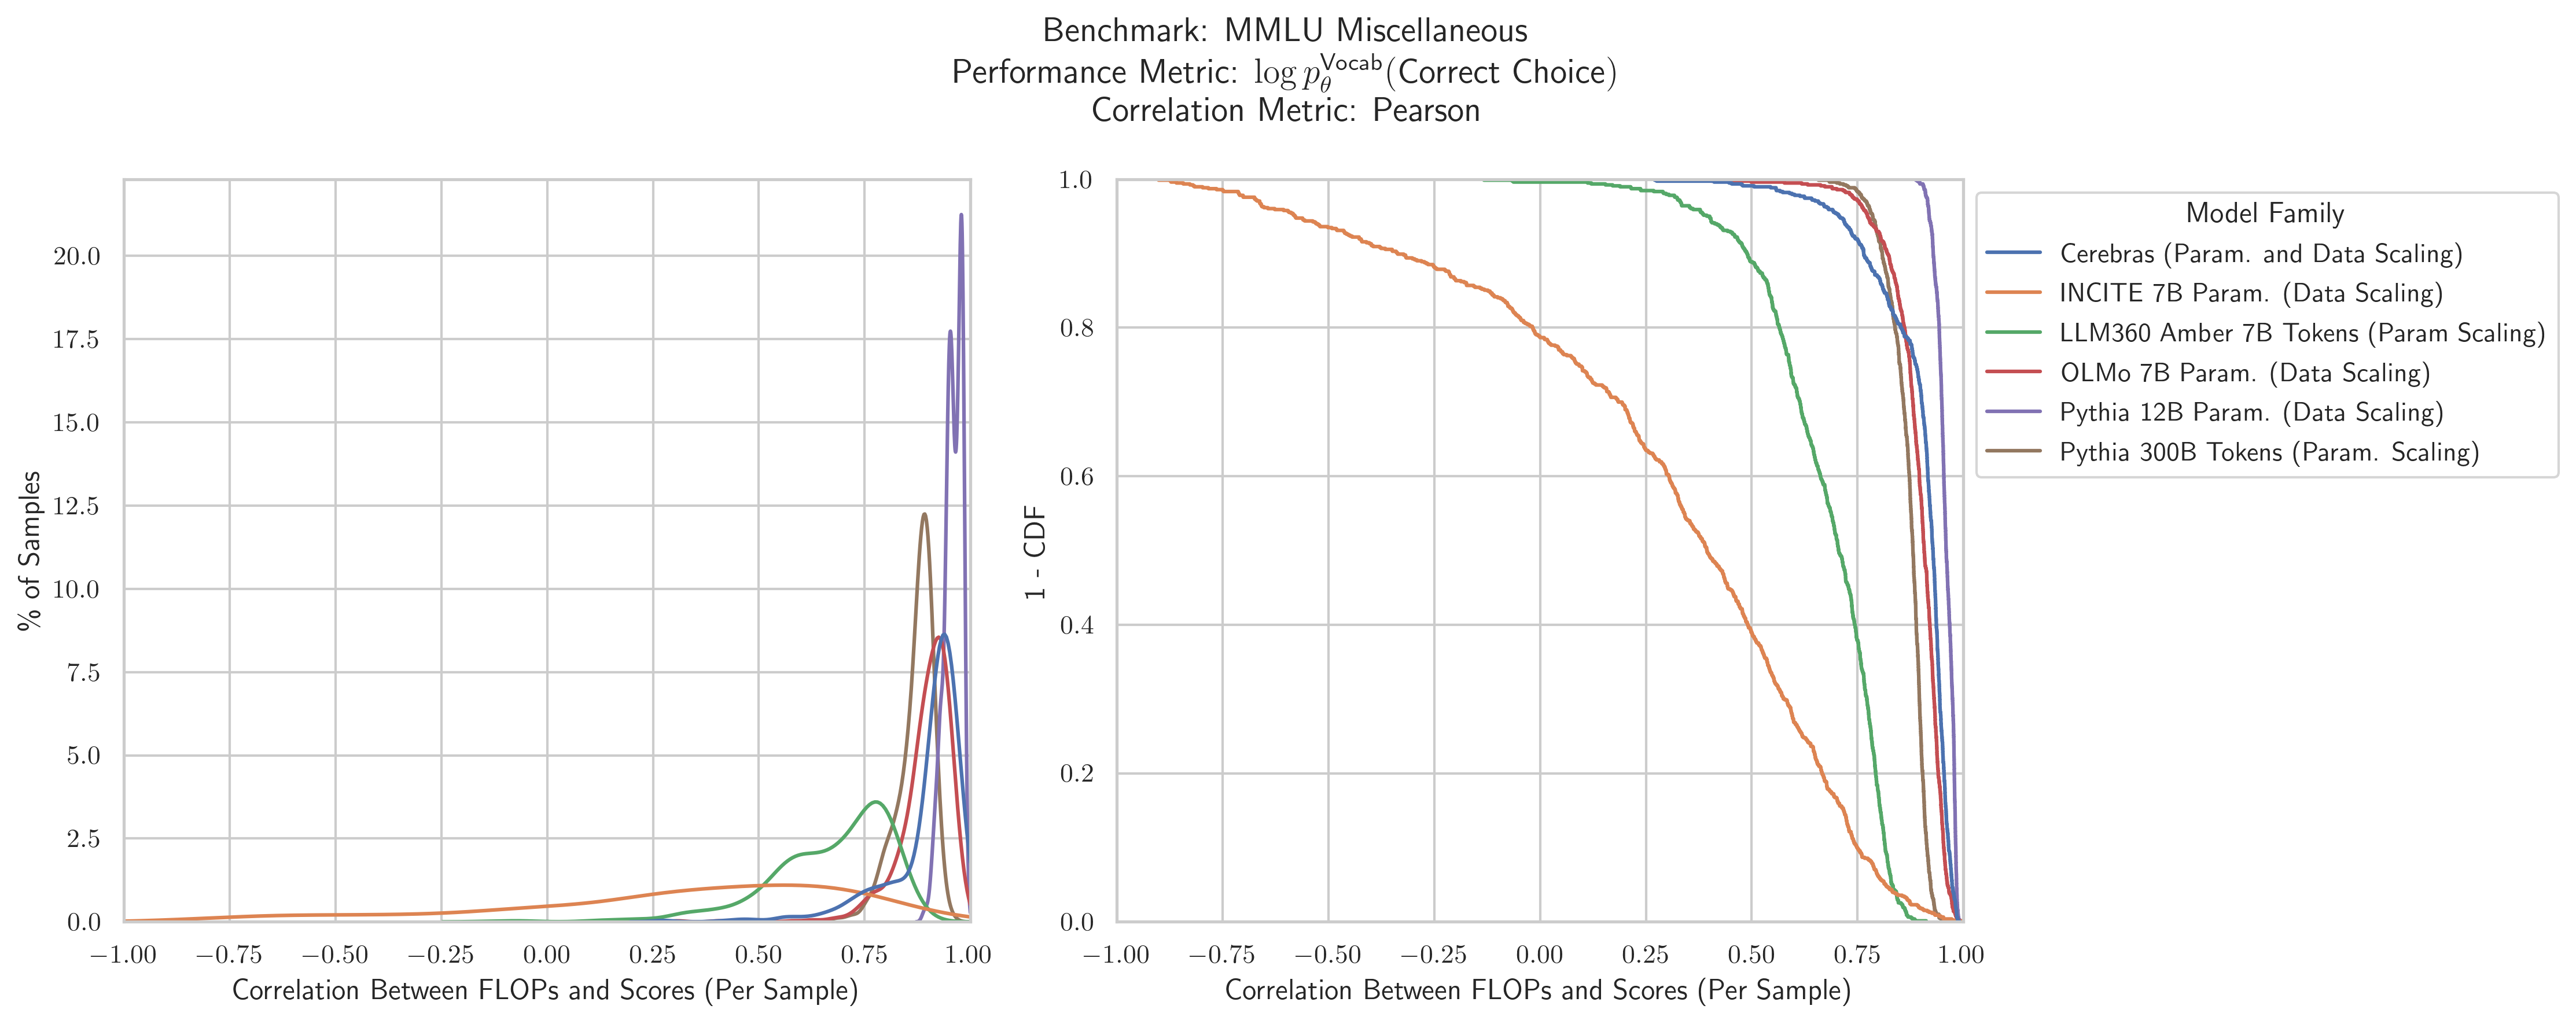 Benchmark: MMLU Miscellaneous
Performance Metric: log p_θ^Vocab(Correct Choice)
Correlation Metric: Pearson
% of Samples
20.0
17.5
15.0
12.5
10.0
7.5
5.0
2.5
0.0
−1.00 −0.75 −0.50 −0.25 0.00 0.25 0.50 0.75 1.00
Correlation Between FLOPs and Scores (Per Sample)
1 - CDF
1.0
0.8
0.6
0.4
0.2
0.0
−1.00 −0.75 −0.50 −0.25 0.00 0.25 0.50 0.75 1.00
Correlation Between FLOPs and Scores (Per Sample)
Model Family
Cerebras (Param. and Data Scaling)
INCITE 7B Param. (Data Scaling)
LLM360 Amber 7B Tokens (Param Scaling)
OLMo 7B Param. (Data Scaling)
Pythia 12B Param. (Data Scaling)
Pythia 300B Tokens (Param. Scaling)